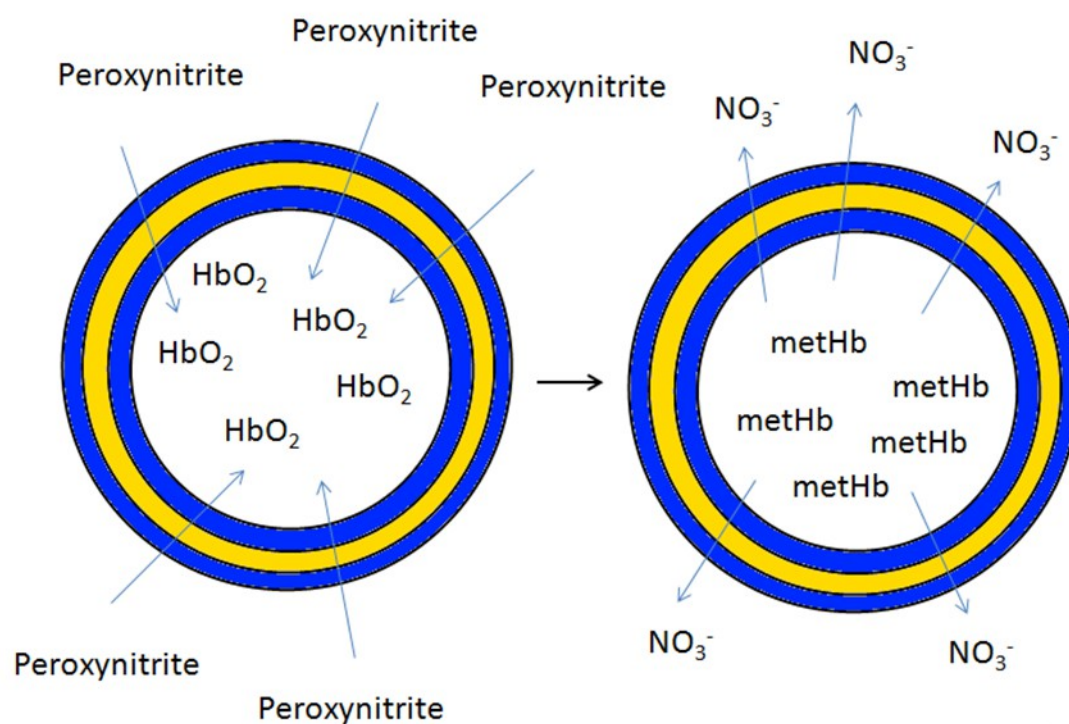 Peroxynitrite
Peroxynitrite
Peroxynitrite
HbO₂
HbO₂
HbO₂
HbO₂
HbO₂
Peroxynitrite
Peroxynitrite
NO₃⁻
NO₃⁻
NO₃⁻
metHb
metHb
metHb
metHb
metHb
NO₃⁻
NO₃⁻